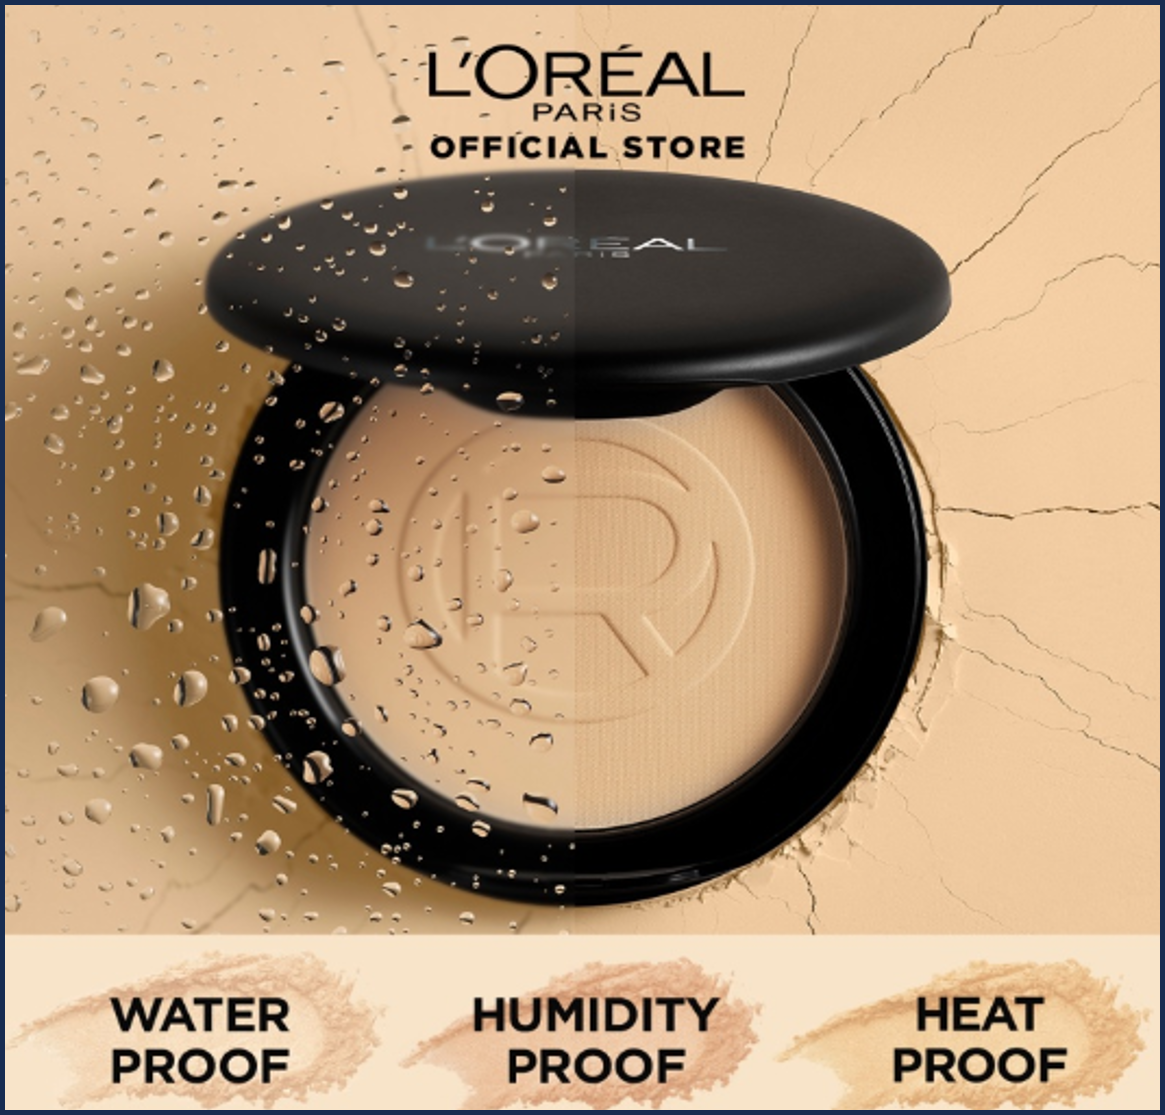 L'ORÉAL
PARiS
OFFICIAL STORE
L'ORÉAL
PARIS
R
WATER
PROOF
HUMIDITY
PROOF
HEAT
PROOF